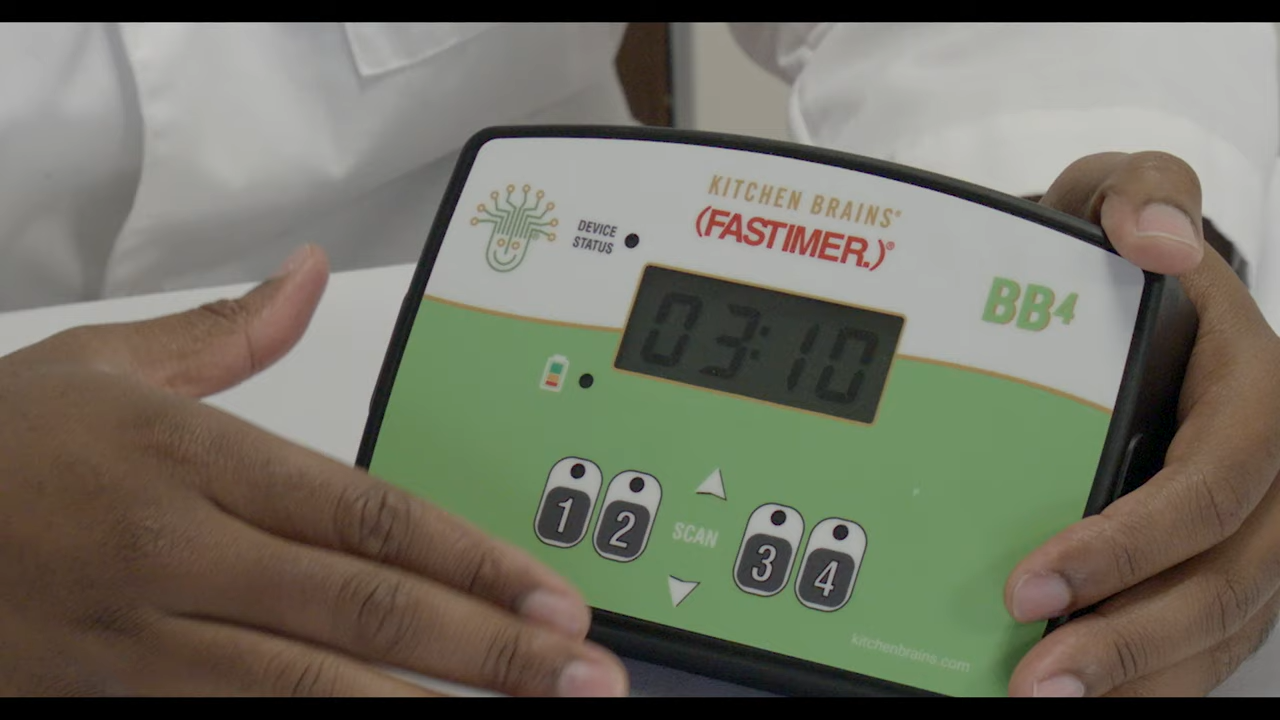 KITCHEN BRAINS®
(FASTIMER.)®
DEVICE
STATUS
BB4
03:10
1 2 SCAN 3 4
kitchenbrains.com